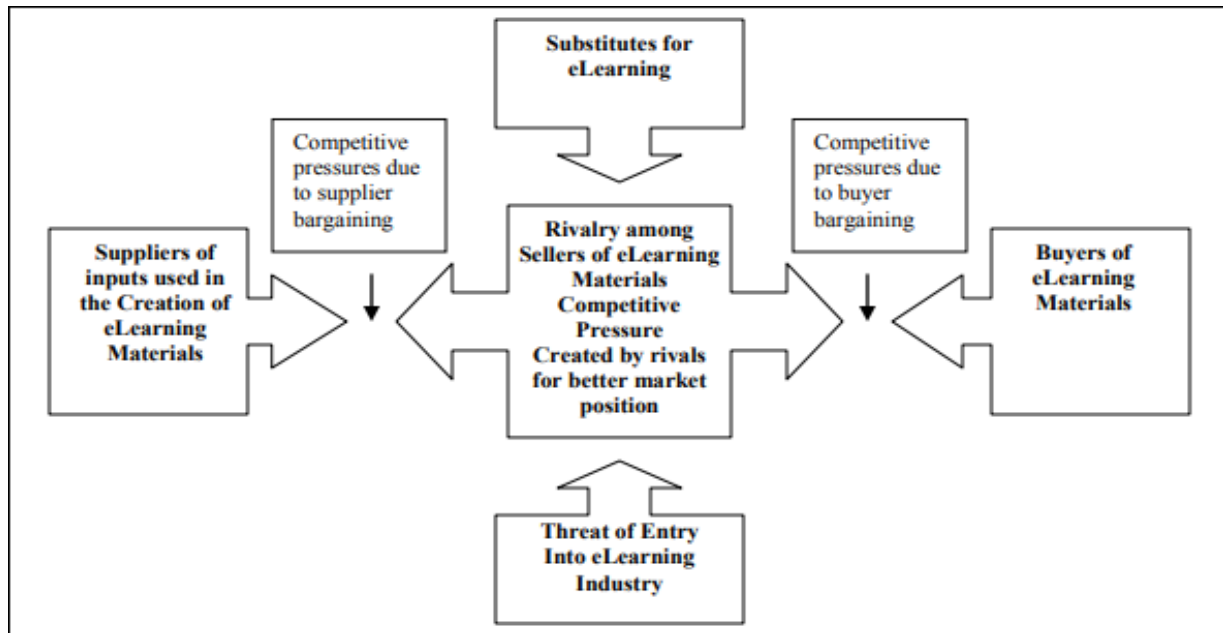 Substitutes for
eLearning
Competitive
pressures due
to supplier
bargaining
Competitive
pressures due to
buyer
bargaining
Suppliers of
inputs used in
the Creation of
eLearning
Materials
Rivalry among
Sellers of eLearning
Materials
Competitive
Pressure
Created by rivals
for better market
position
Buyers of
eLearning
Materials
Threat of Entry
Into eLearning
Industry